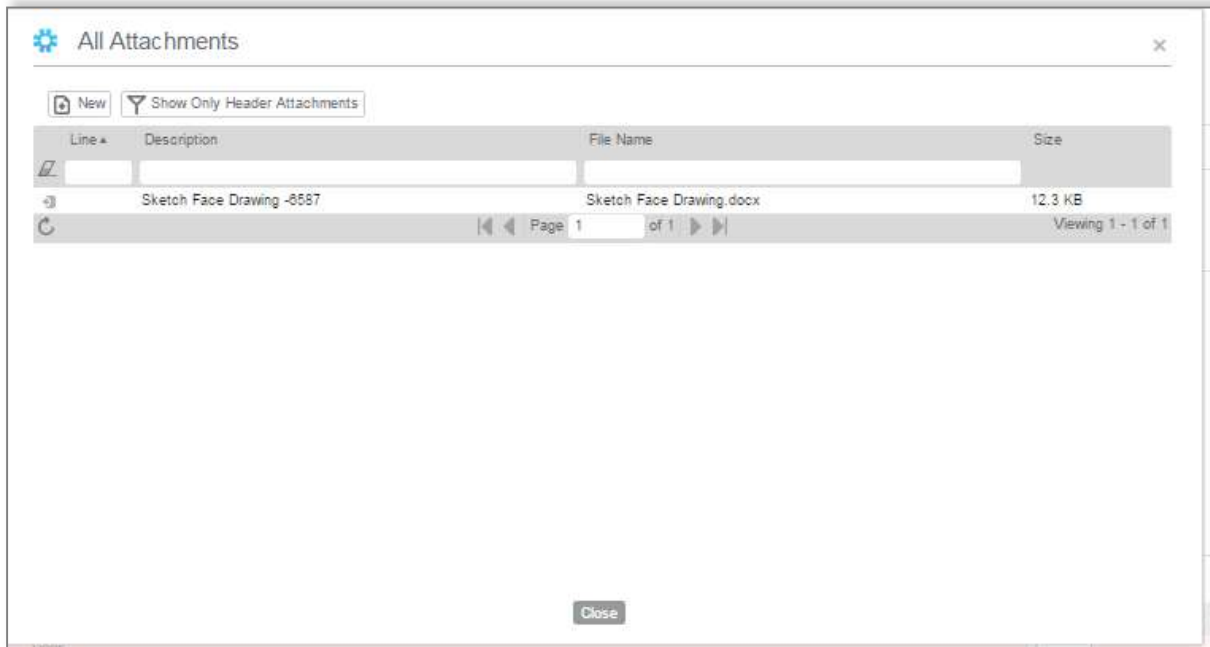 All Attachments
×
New Show Only Header Attachments
Line Description File Name Size
Sketch Face Drawing -6587 Sketch Face Drawing.docx 12.3 KB
Page 1 of 1 Viewing 1 - 1 of 1
Close